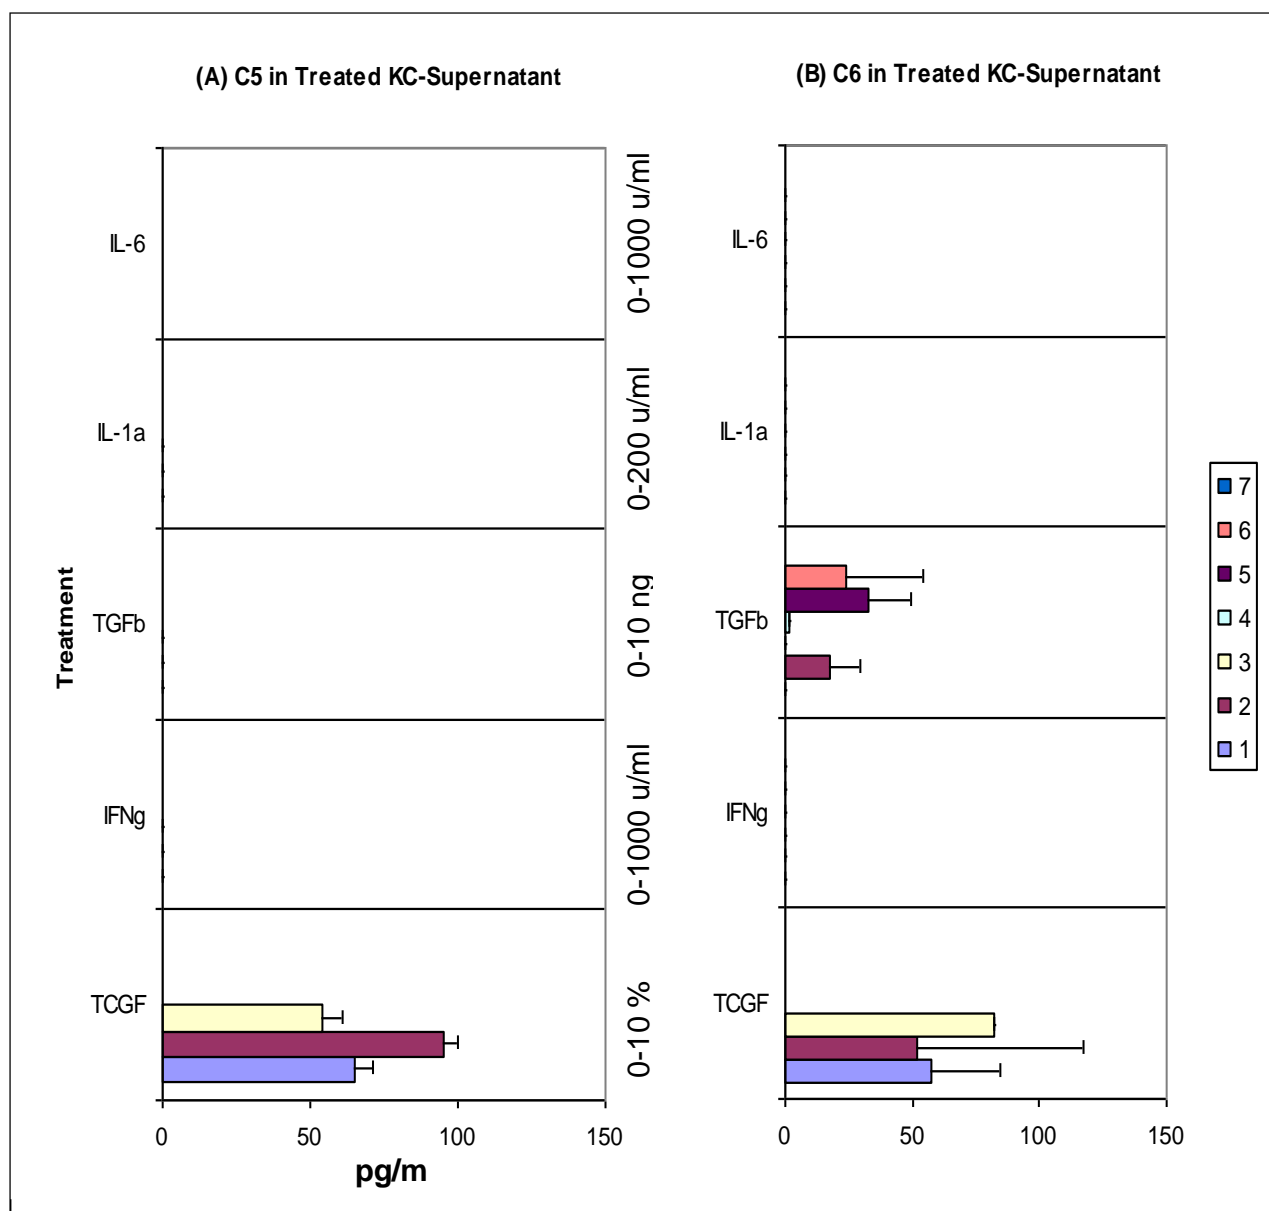 (A) C5 in Treated KC-Supernatant
IL-6
IL-1a
TGFb
IFNg
TCGF
Treatment
0-1000 u/ml
0-200 u/ml
0-10 ng
0-1000 u/ml
0-10 %
0 50 100 150
pg/m
(B) C6 in Treated KC-Supernatant
IL-6
IL-1a
TGFb
IFNg
TCGF
0 50 100 150
7
6
5
4
3
2
1